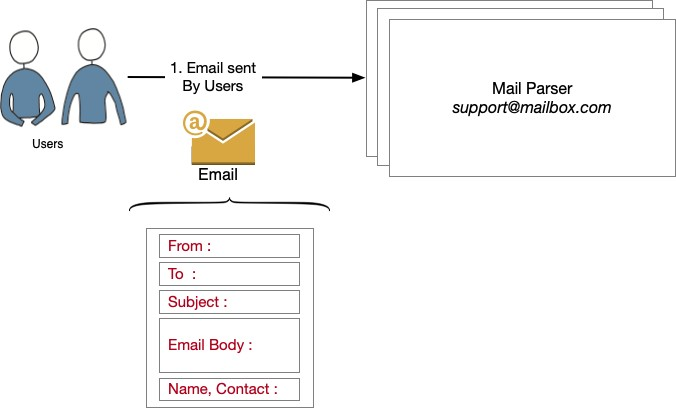 1. Email sent
By Users
Mail Parser
support@mailbox.com
Users
@
Email
From :
To :
Subject :
Email Body :
Name, Contact :